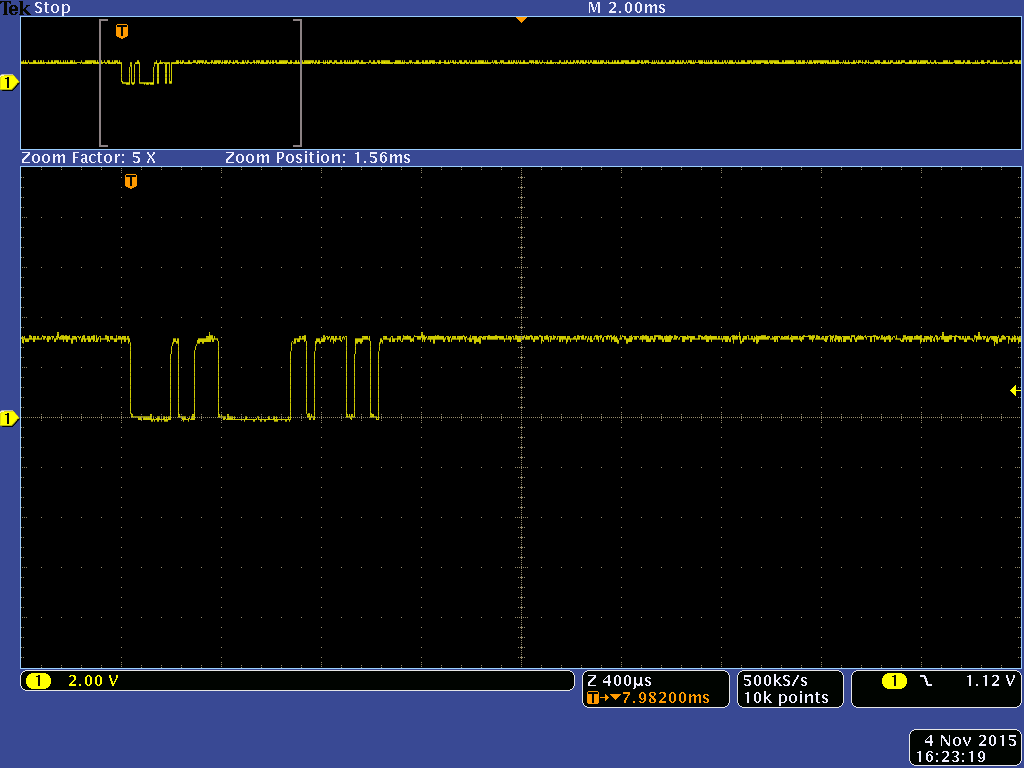 Tek Stop M 2.00ms
T
1
Zoom Factor: 5 X Zoom Position: 1.56ms
T
1
1 2.00 V
Z 400µs
T→▼7.98200ms
500kS/s
10k points
1 1.12 V
4 Nov 2015
16:23:19